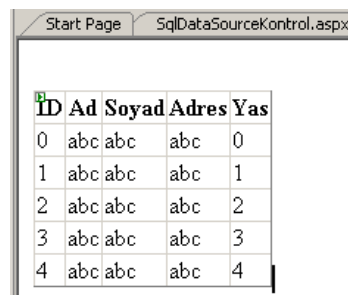 Start Page SqlDataSourceKontrol.aspx
ID Ad Soyad Adres Yas
0 abc abc abc 0
1 abc abc abc 1
2 abc abc abc 2
3 abc abc abc 3
4 abc abc abc 4